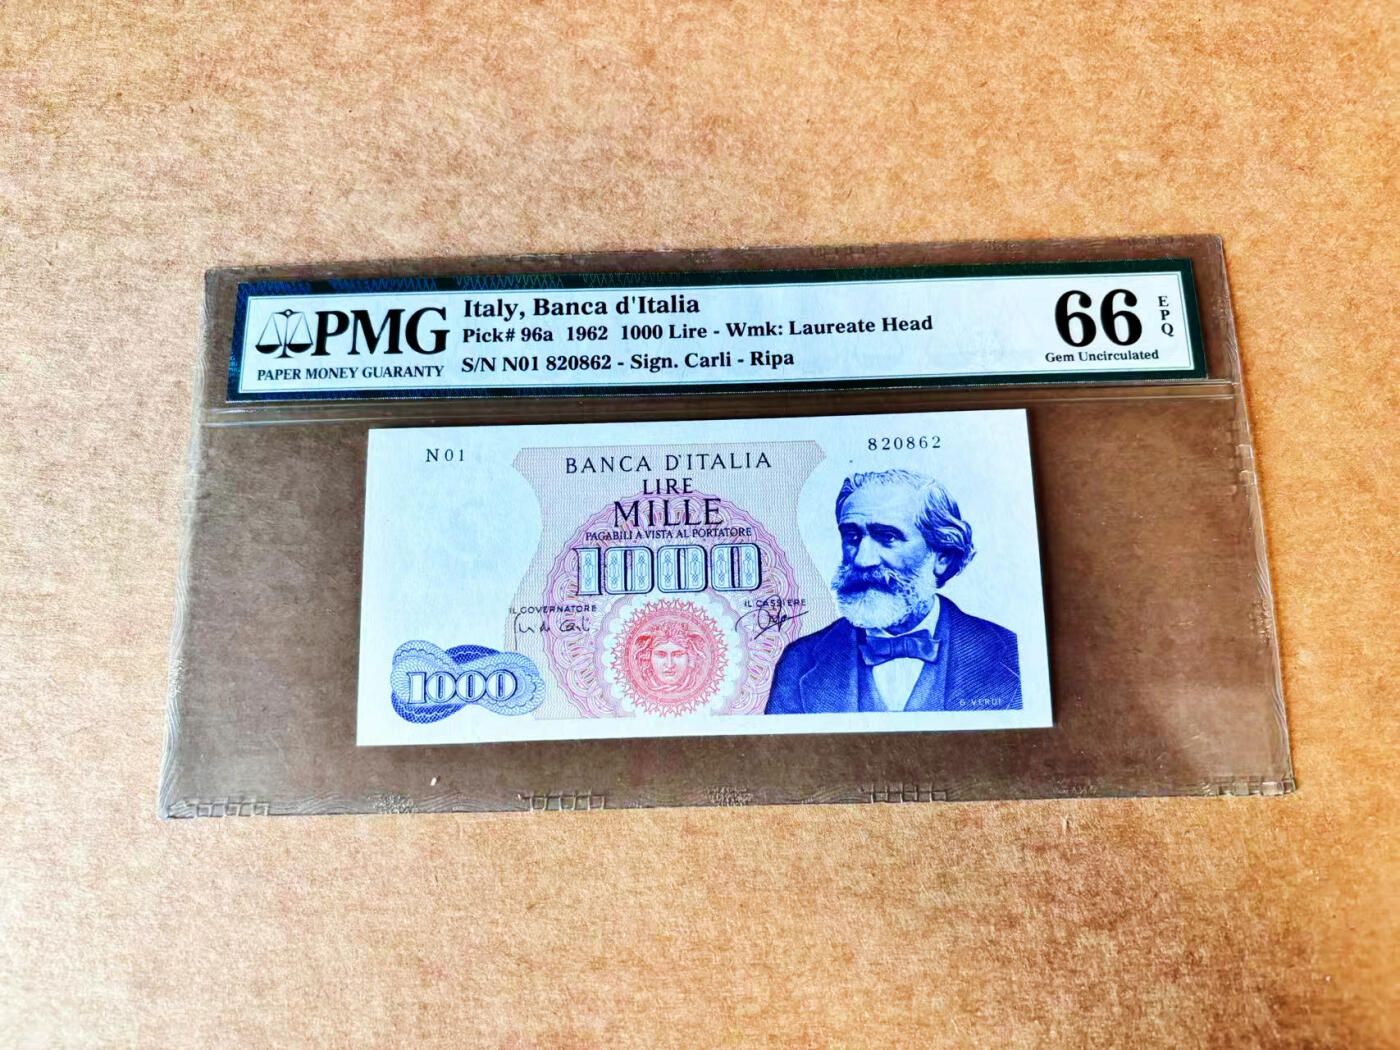 PMG
PAPER MONEY GUARANTY
Italy, Banca d'Italia
Pick# 96a 1962 1000 Lire - Wmk: Laureate Head
S/N N01 820862 - Sign. Carli - Ripa
66
EPQ
Gem Uncirculated
N01
820862
BANCA D'ITALIA
LIRE
MILLE
PAGABILI A VISTA AL PORTATORE
1000
IL GOVERNATORE
IL CASSIERE
1000
G. VERDI